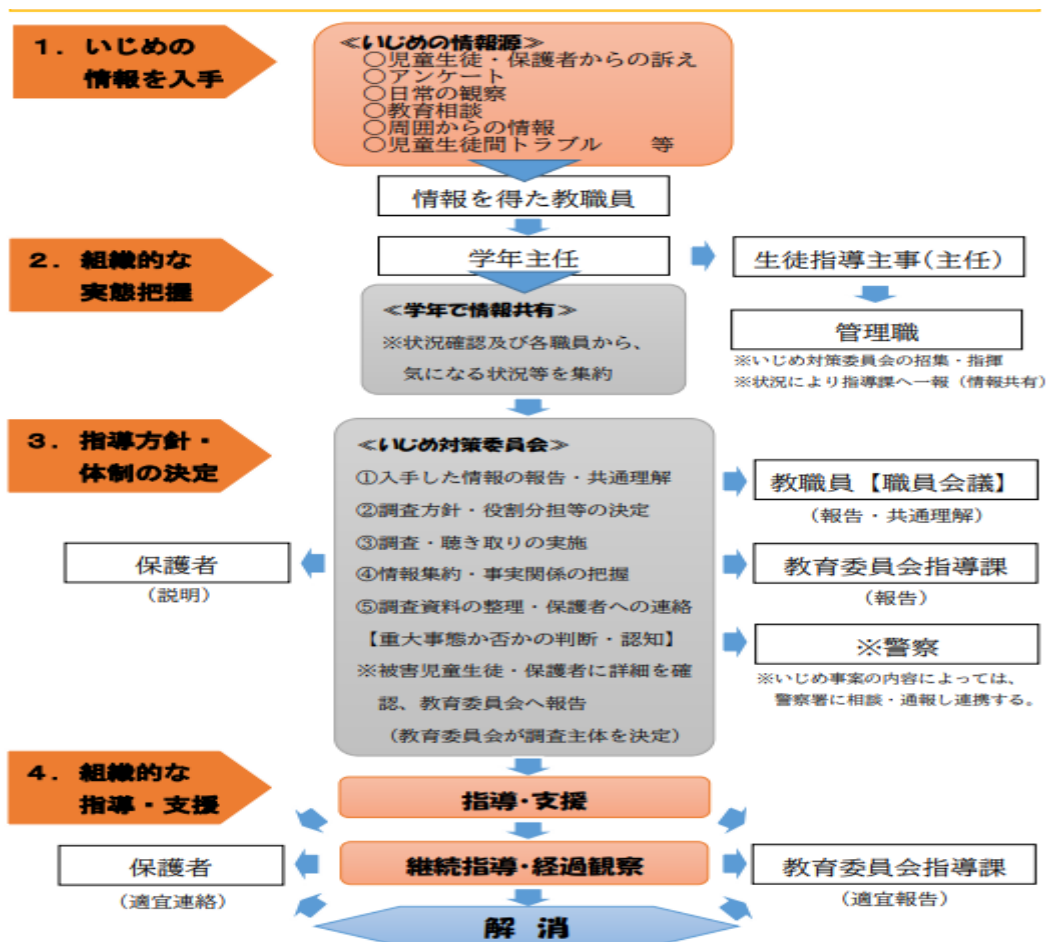 1. いじめの
情報を入手
≪いじめの情報源≫
○児童生徒・保護者からの訴え
○アンケート
○日常の観察
○教育相談
○周囲からの情報
○児童生徒間トラブル　等
情報を得た教職員
2. 組織的な
実態把握
学年主任
生徒指導主事(主任)
≪学年で情報共有≫
※状況確認及び各職員から、
気になる状況等を集約
管理職
※いじめ対策委員会の招集・指揮
※状況により指導課へ一報（情報共有）
3. 指導方針・
体制の決定
≪いじめ対策委員会≫
①入手した情報の報告・共通理解
②調査方針・役割分担等の決定
③調査・聴き取りの実施
④情報集約・事実関係の把握
⑤調査資料の整理・保護者への連絡
【重大事態か否かの判断・認知】
※被害児童生徒・保護者に詳細を確
認、教育委員会へ報告
（教育委員会が調査主体を決定）
保護者
（説明）
教職員【職員会議】
（報告・共通理解）
教育委員会指導課
（報告）
※警察
※いじめ事案の内容によっては、
警察署に相談・通報し連携する。
4. 組織的な
指導・支援
指導・支援
保護者
（適宜連絡）
継続指導・経過観察
教育委員会指導課
（適宜報告）
解 消